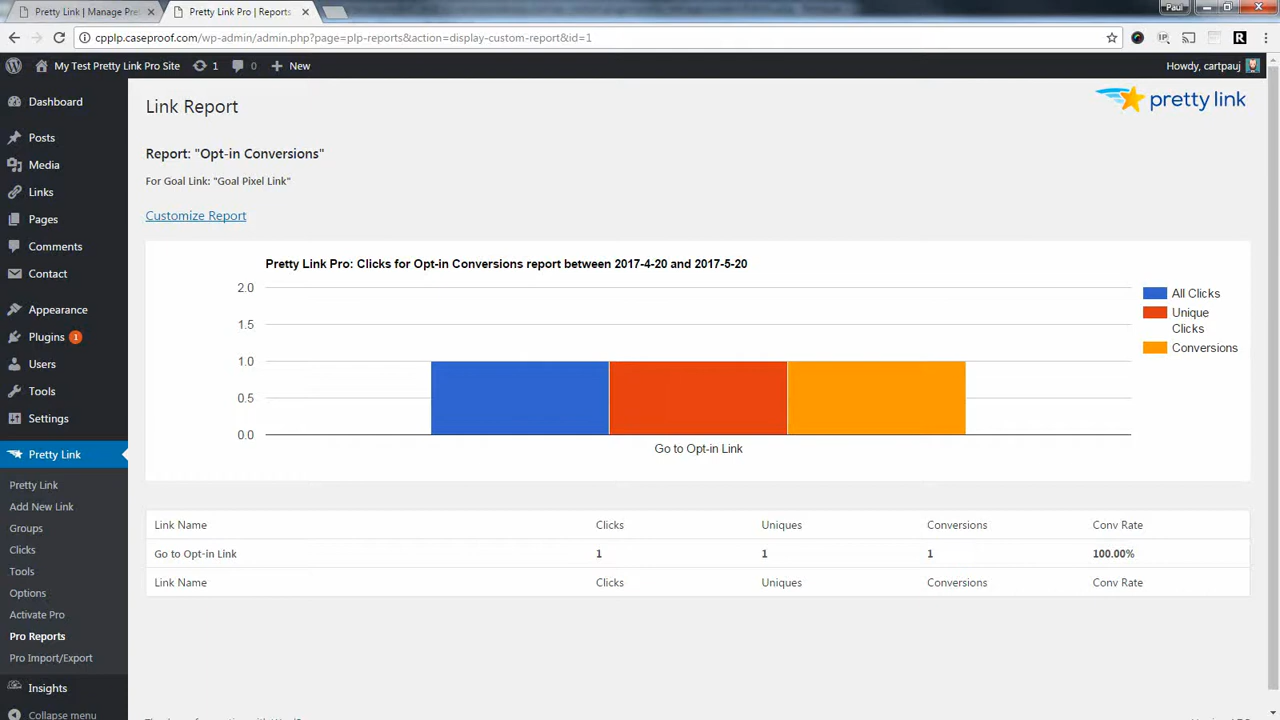 Pretty Link | Manage Pre
Pretty Link Pro | Reports
Paul
cpplp.caseproof.com/wp-admin/admin.php?page=plp-reports&action=display-custom-report&id=1
My Test Pretty Link Pro Site
1
0
New
Howdy, cartpauj
Dashboard
Posts
Media
Links
Pages
Comments
Contact
Appearance
Plugins 1
Users
Tools
Settings
Pretty Link
Pretty Link
Add New Link
Groups
Clicks
Tools
Options
Activate Pro
Pro Reports
Pro Import/Export
Insights
Collapse menu
Link Report
pretty link
Report: "Opt-in Conversions"
For Goal Link: "Goal Pixel Link"
Customize Report
Pretty Link Pro: Clicks for Opt-in Conversions report between 2017-4-20 and 2017-5-20
2.0
1.5
1.0
0.5
0.0
Go to Opt-in Link
All Clicks
Unique
Clicks
Conversions
Link Name Clicks Uniques Conversions Conv Rate
Go to Opt-in Link 1 1 1 100.00%
Link Name Clicks Uniques Conversions Conv Rate